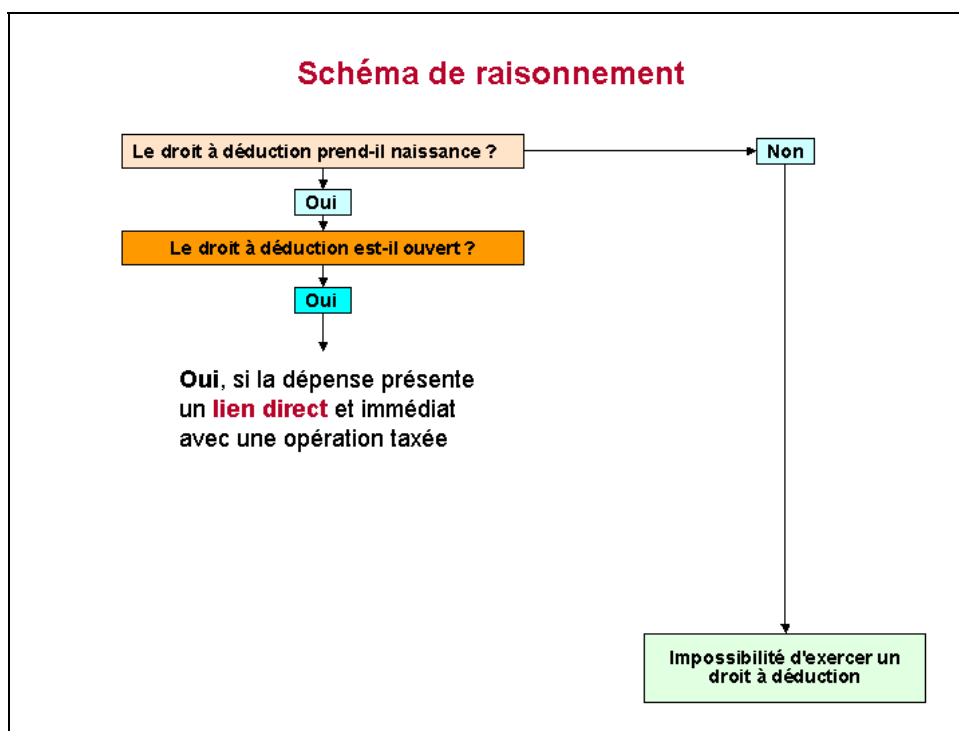 Schéma de raisonnement
Le droit à déduction prend-il naissance ?
Non
Oui
Le droit à déduction est-il ouvert ?
Oui
Oui, si la dépense présente
un lien direct et immédiat
avec une opération taxée
Impossibilité d'exercer un
droit à déduction